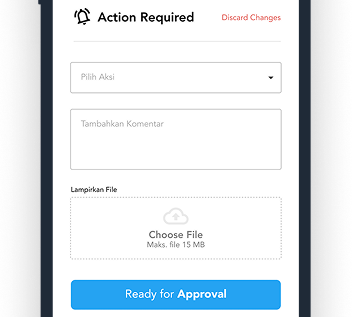 Action Required
Discard Changes
Pilih Aksi
Tambahkan Komentar
Lampirkan File
Choose File
Maks. file 15 MB
Ready for Approval